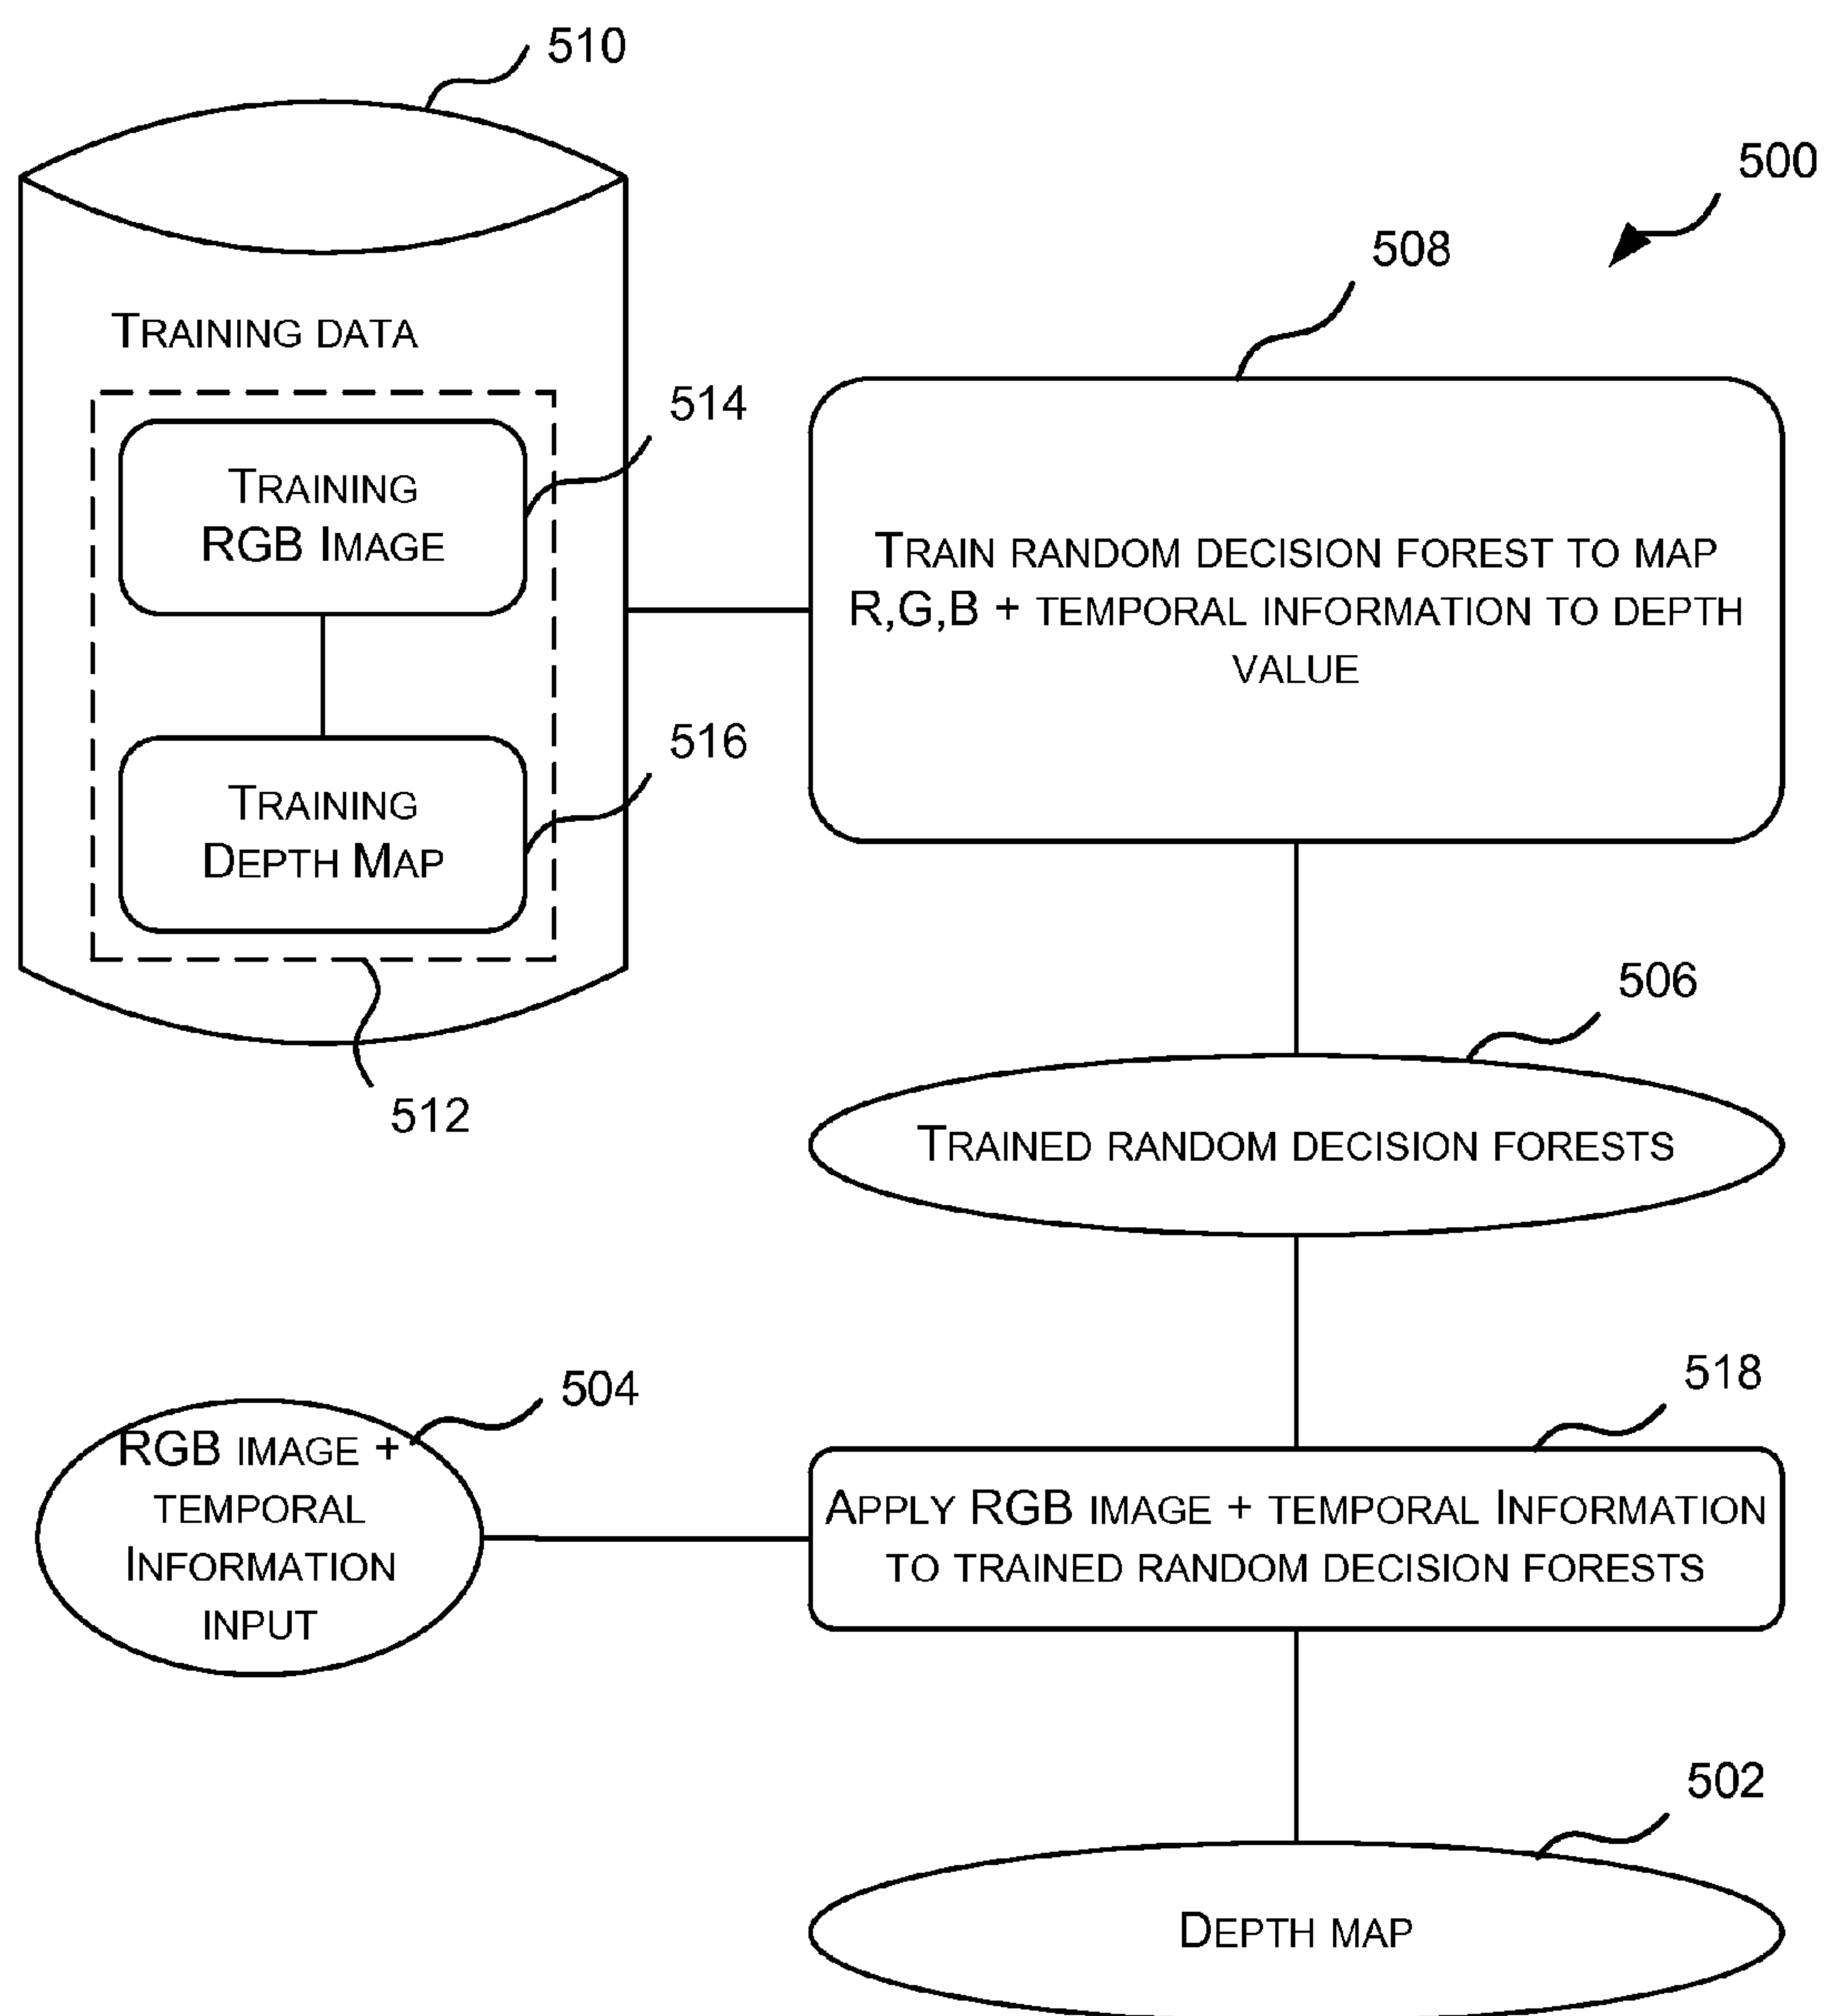 510
500
508
TRAINING DATA
514
TRAINING
RGB IMAGE
TRAIN RANDOM DECISION FOREST TO MAP
R,G,B + TEMPORAL INFORMATION TO DEPTH
VALUE
516
TRAINING
DEPTH MAP
506
512
TRAINED RANDOM DECISION FORESTS
504
518
RGB IMAGE +
TEMPORAL
INFORMATION
INPUT
APPLY RGB IMAGE + TEMPORAL INFORMATION
TO TRAINED RANDOM DECISION FORESTS
502
DEPTH MAP